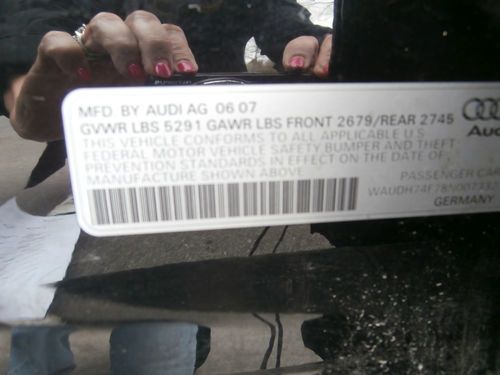 MFD BY AUDI AG 06 07
GVWR LBS 5291 GAWR LBS FRONT 2679/REAR 2745
THIS VEHICLE CONFORMS TO ALL APPLICABLE U.S
FEDERAL MOTOR VEHICLE SAFETY BUMPER AND THEFT
PREVENTION STANDARDS IN EFFECT ON THE DATE OF
MANUFACTURE SHOWN ABOVE
PASSENGER CAR
GERMANY
Audi